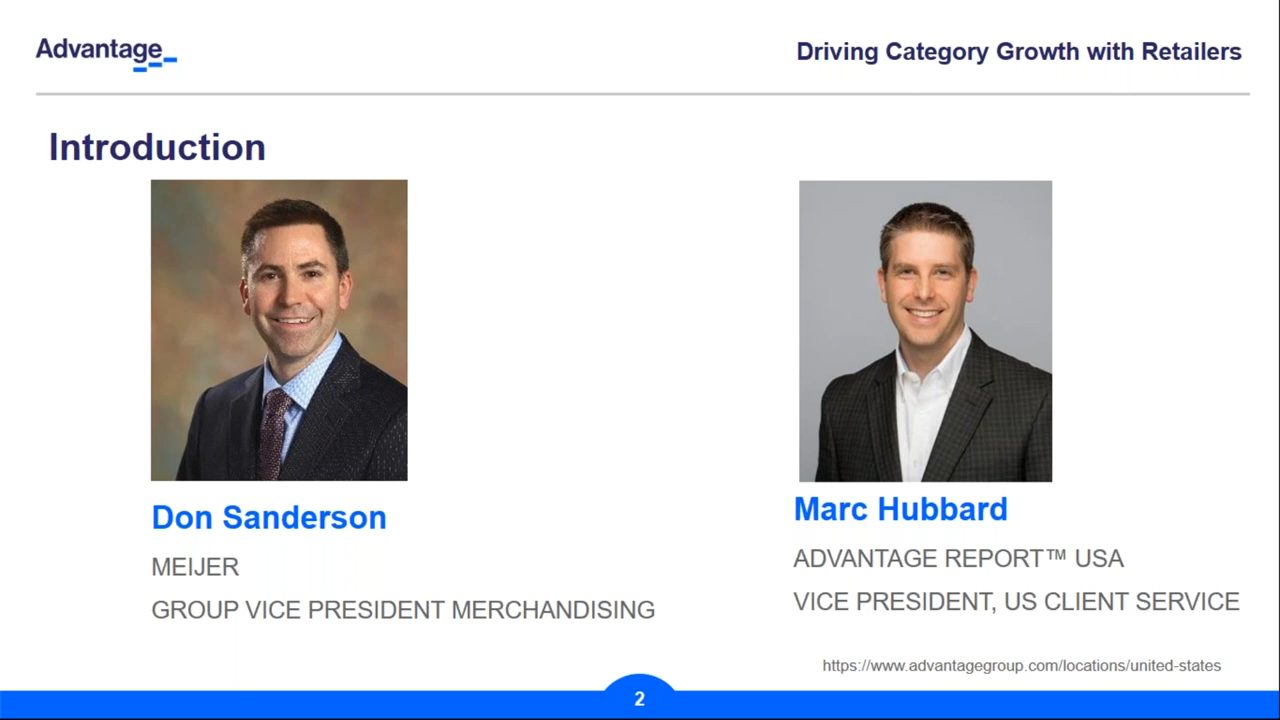 Advantage
Driving Category Growth with Retailers
Introduction
Don Sanderson
MEIJER
GROUP VICE PRESIDENT MERCHANDISING
Marc Hubbard
ADVANTAGE REPORT™ USA
VICE PRESIDENT, US CLIENT SERVICE
https://www.advantagegroup.com/locations/united-states
2